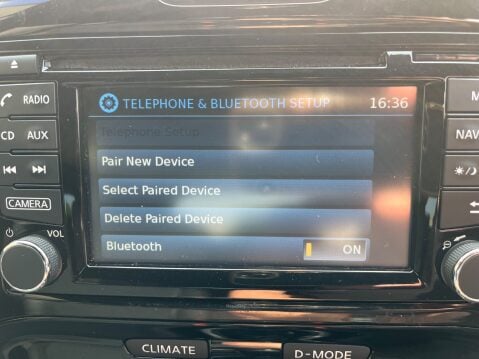 TELEPHONE & BLUETOOTH SETUP 16:36
Telephone Setup
Pair New Device
Select Paired Device
Delete Paired Device
Bluetooth ON
RADIO
CD AUX
CAMERA
VOL
M
NAV
CLIMATE
D-MODE